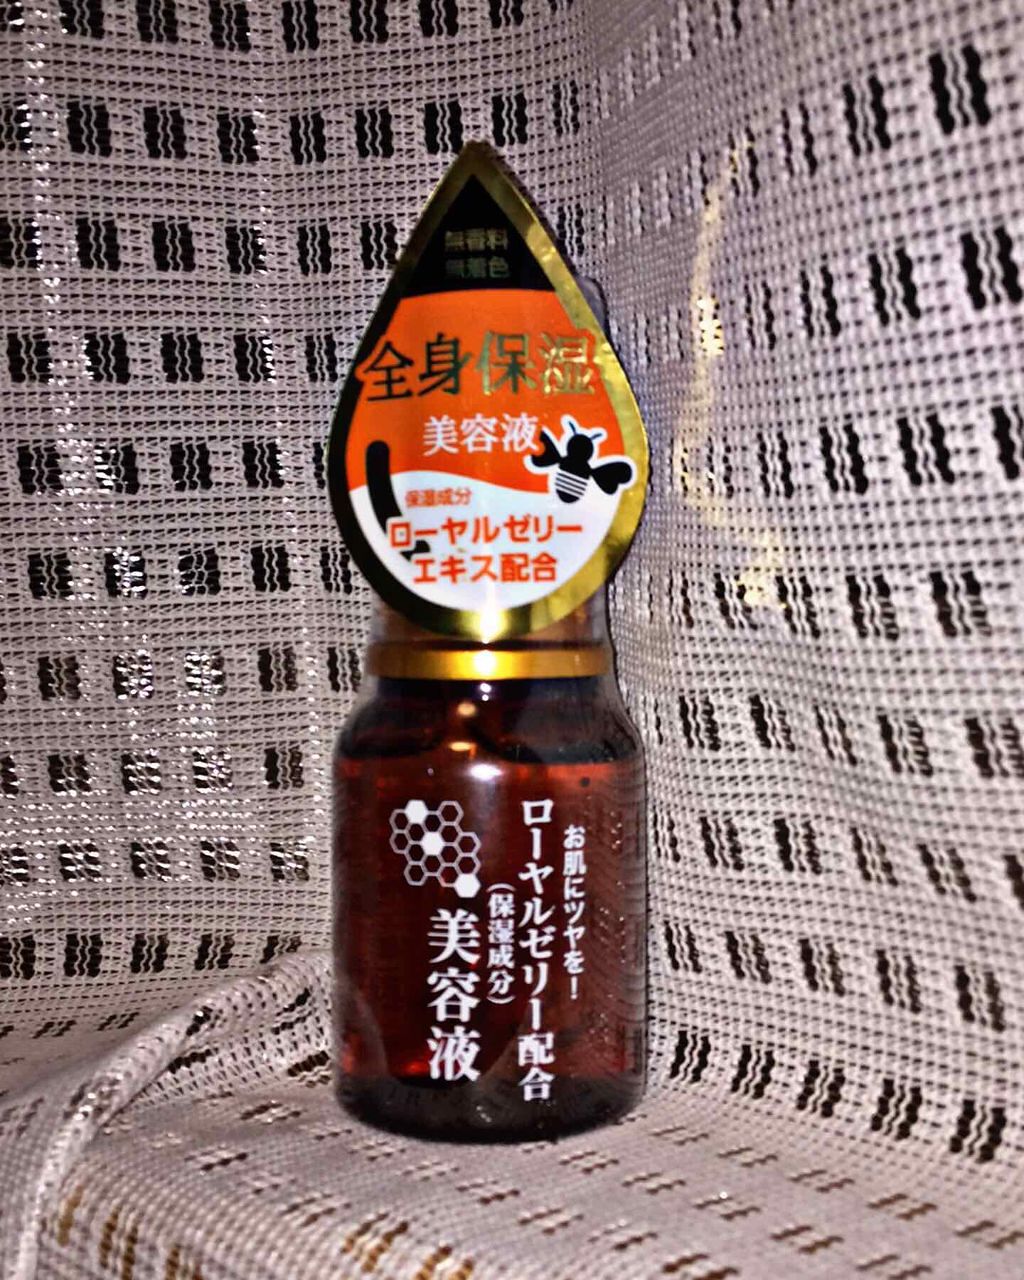 無香料
無着色
全身保湿
美容液
保湿成分
ローヤルゼリー
エキス配合
お肌にツヤを！
ローヤルゼリー配合
（保湿成分）
美容液